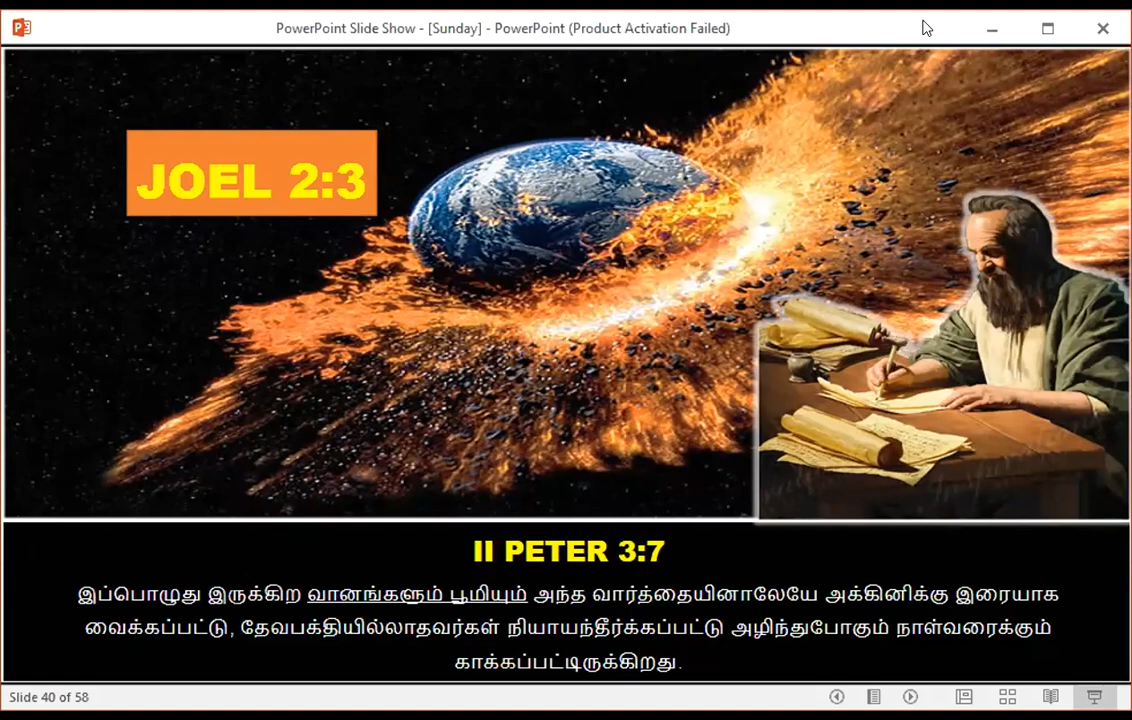 PowerPoint Slide Show - [Sunday] - PowerPoint (Product Activation Failed)
JOEL 2:3
II PETER 3:7
இப்பொழுது இருக்கிற வானங்களும் பூமியும் அந்த வார்த்தையினாலேயே அக்கினிக்கு இரையாக
வைக்கப்பட்டு, தேவபக்தியில்லாதவர்கள் நியாயந்தீர்க்கப்பட்டு அழிந்துபோகும் நாள்வரைக்கும்
காக்கப்பட்டிருக்கிறது.
Slide 40 of 58